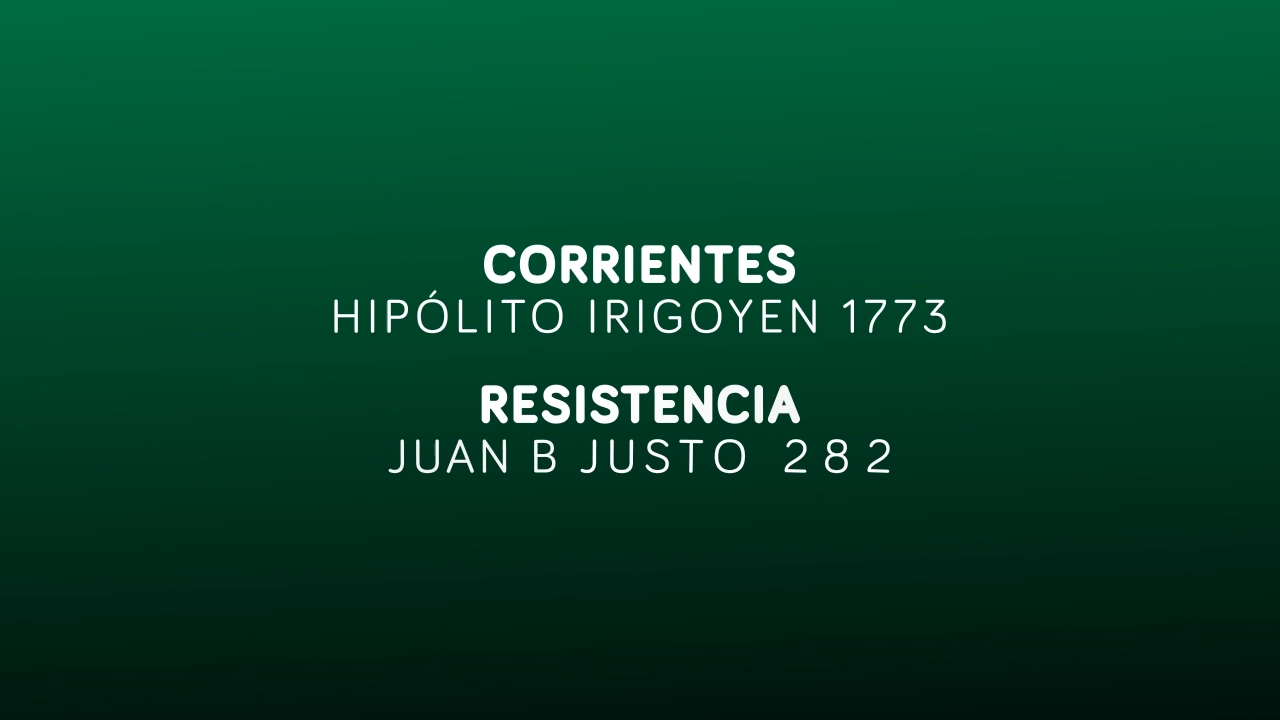 CORRIENTES
HIPÓLITO IRIGOYEN 1773
RESISTENCIA
JUAN B JUSTO 282